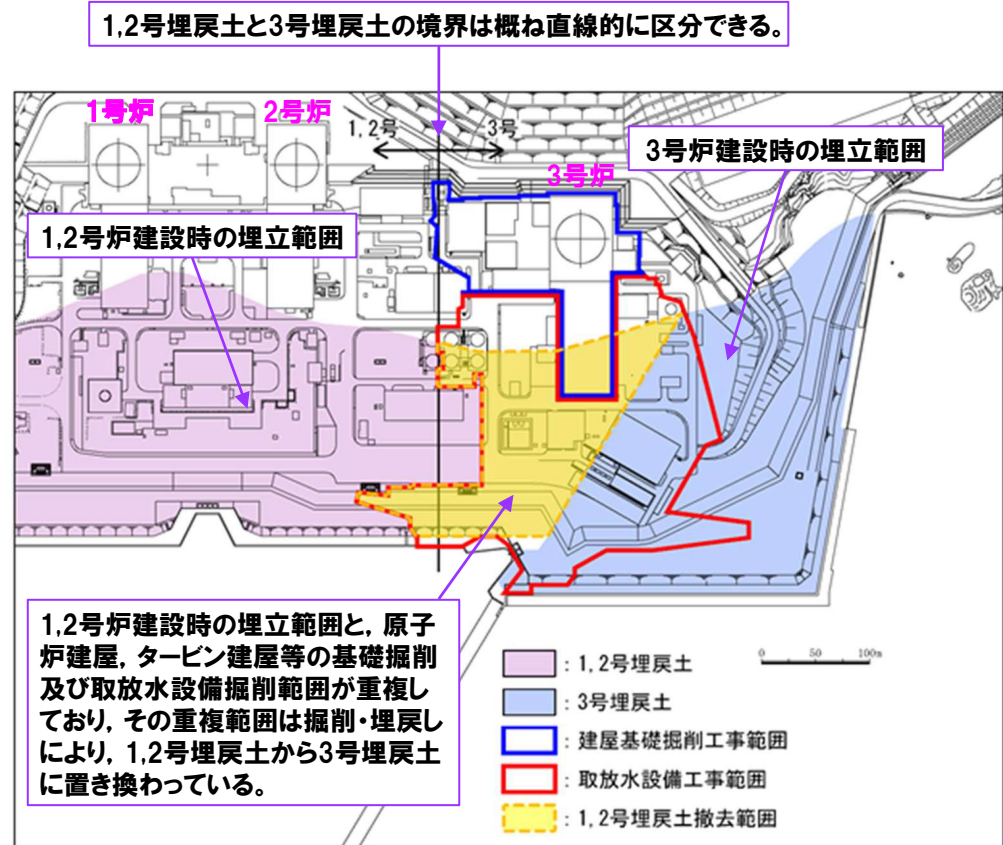 1,2号埋戻土と3号埋戻土の境界は概ね直線的に区分できる。
1号炉
2号炉
1,2号
3号
3号炉建設時の埋立範囲
3号炉
1,2号炉建設時の埋立範囲
1,2号炉建設時の埋立範囲と，原子
炉建屋，タービン建屋等の基礎掘削
及び取放水設備掘削範囲が重複し
ており，その重複範囲は掘削・埋戻し
により，1,2号埋戻土から3号埋戻土
に置き換わっている。
0 50 100m
：1,2号埋戻土
：3号埋戻土
：建屋基礎掘削工事範囲
：取放水設備工事範囲
：1,2号埋戻土撤去範囲